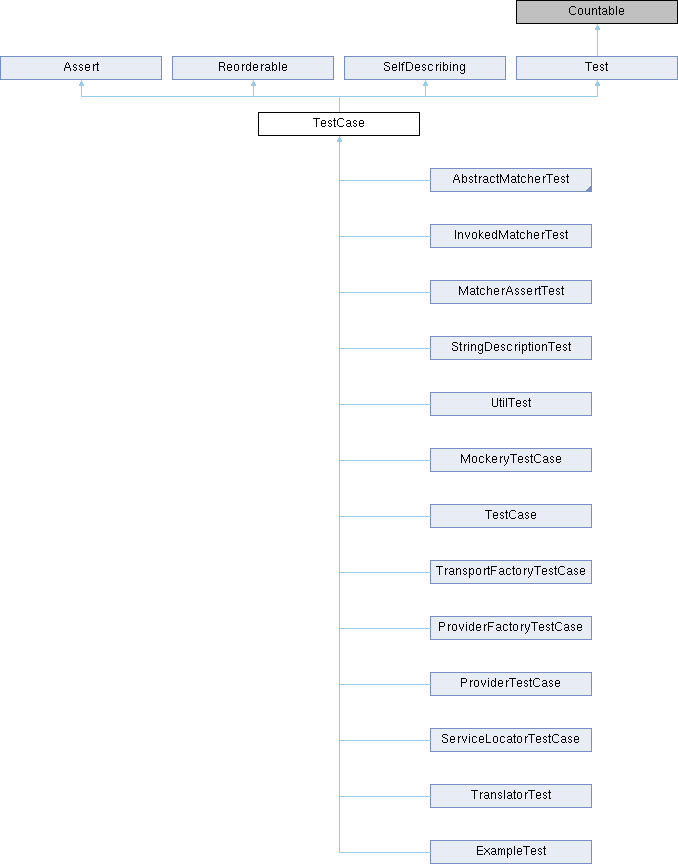 Countable
Assert
Reorderable
SelfDescribing
Test
TestCase
AbstractMatcherTest
InvokedMatcherTest
MatcherAssertTest
StringDescriptionTest
UtilTest
MockeryTestCase
TestCase
TransportFactoryTestCase
ProviderFactoryTestCase
ProviderTestCase
ServiceLocatorTestCase
TranslatorTest
ExampleTest